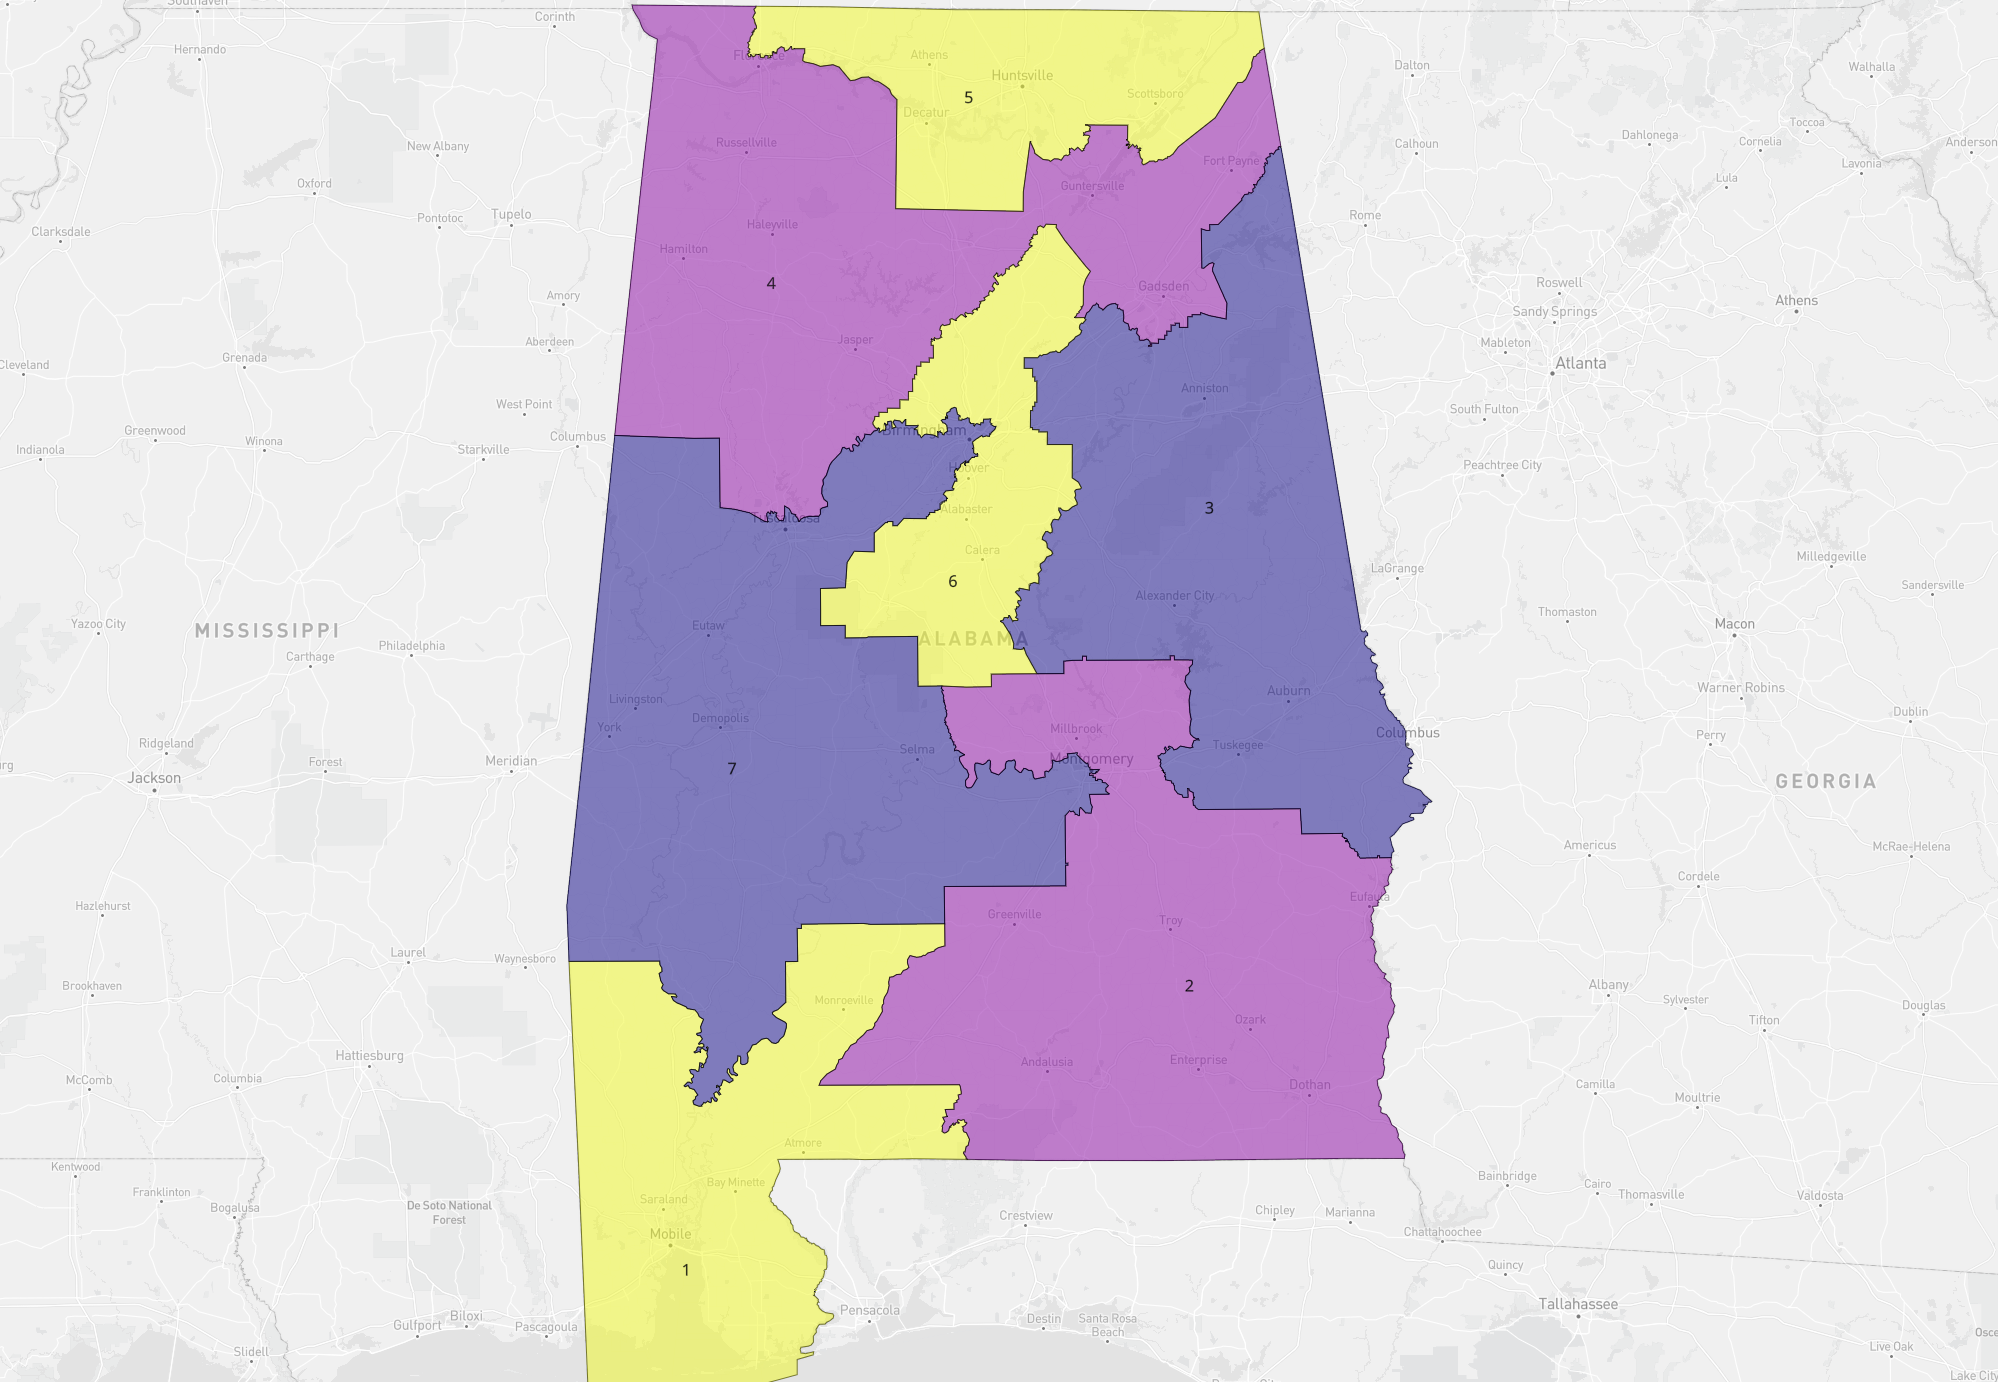 Southaven
Corinth
Hernando
Florence
Athens
Huntsville
5
Scottsboro
Decatur
Dalton
Walhalla
Toccoa
Dahlonega
Cornelia
Anderson
New Albany
Russellville
Calhoun
Fort Payne
Lavonia
Oxford
Guntersville
Lula
Pontotoc
Tupelo
Haleyville
Rome
Clarksdale
Hamilton
4
Gadsden
Roswell
Amory
Athens
Sandy Springs
Aberdeen
Jasper
Mableton
Grenada
Cleveland
Atlanta
Anniston
West Point
South Fulton
Greenwood
Winona
Columbus
Birmingham
Indianola
Starkville
Hoover
Peachtree City
3
Alabaster
Tuscaloosa
Calera
Milledgeville
LaGrange
6
Sandersville
Alexander City
Thomaston
Yazoo City
MISSISSIPPI
Eutaw
Macon
Philadelphia
ALABAMA
Carthage
Warner Robins
Auburn
Livingston
Demopolis
Dublin
York
Millbrook
Columbus
Perry
Ridgeland
Selma
Tuskegee
Forest
Meridian
Montgomery
Jackson
7
GEORGIA
Americus
McRae-Helena
Cordele
Eufaula
Hazlehurst
Greenville
Troy
Laurel
Waynesboro
Brookhaven
2
Albany
Monroeville
Sylvester
Douglas
Ozark
Tifton
Hattiesburg
Andalusia
Enterprise
McComb
Columbia
Dothan
Camilla
Moultrie
Atmore
Kentwood
Bainbridge
Cairo
Franklinton
Bay Minette
Thomasville
Valdosta
Saraland
De Soto National
Forest
Bogalusa
Crestview
Chipley
Marianna
Mobile
Chattahoochee
1
Quincy
Tallahassee
Pensacola
Biloxi
Gulfport
Pascagoula
Destin
Santa Rosa
Beach
Live Oak
Slidell
Lake City